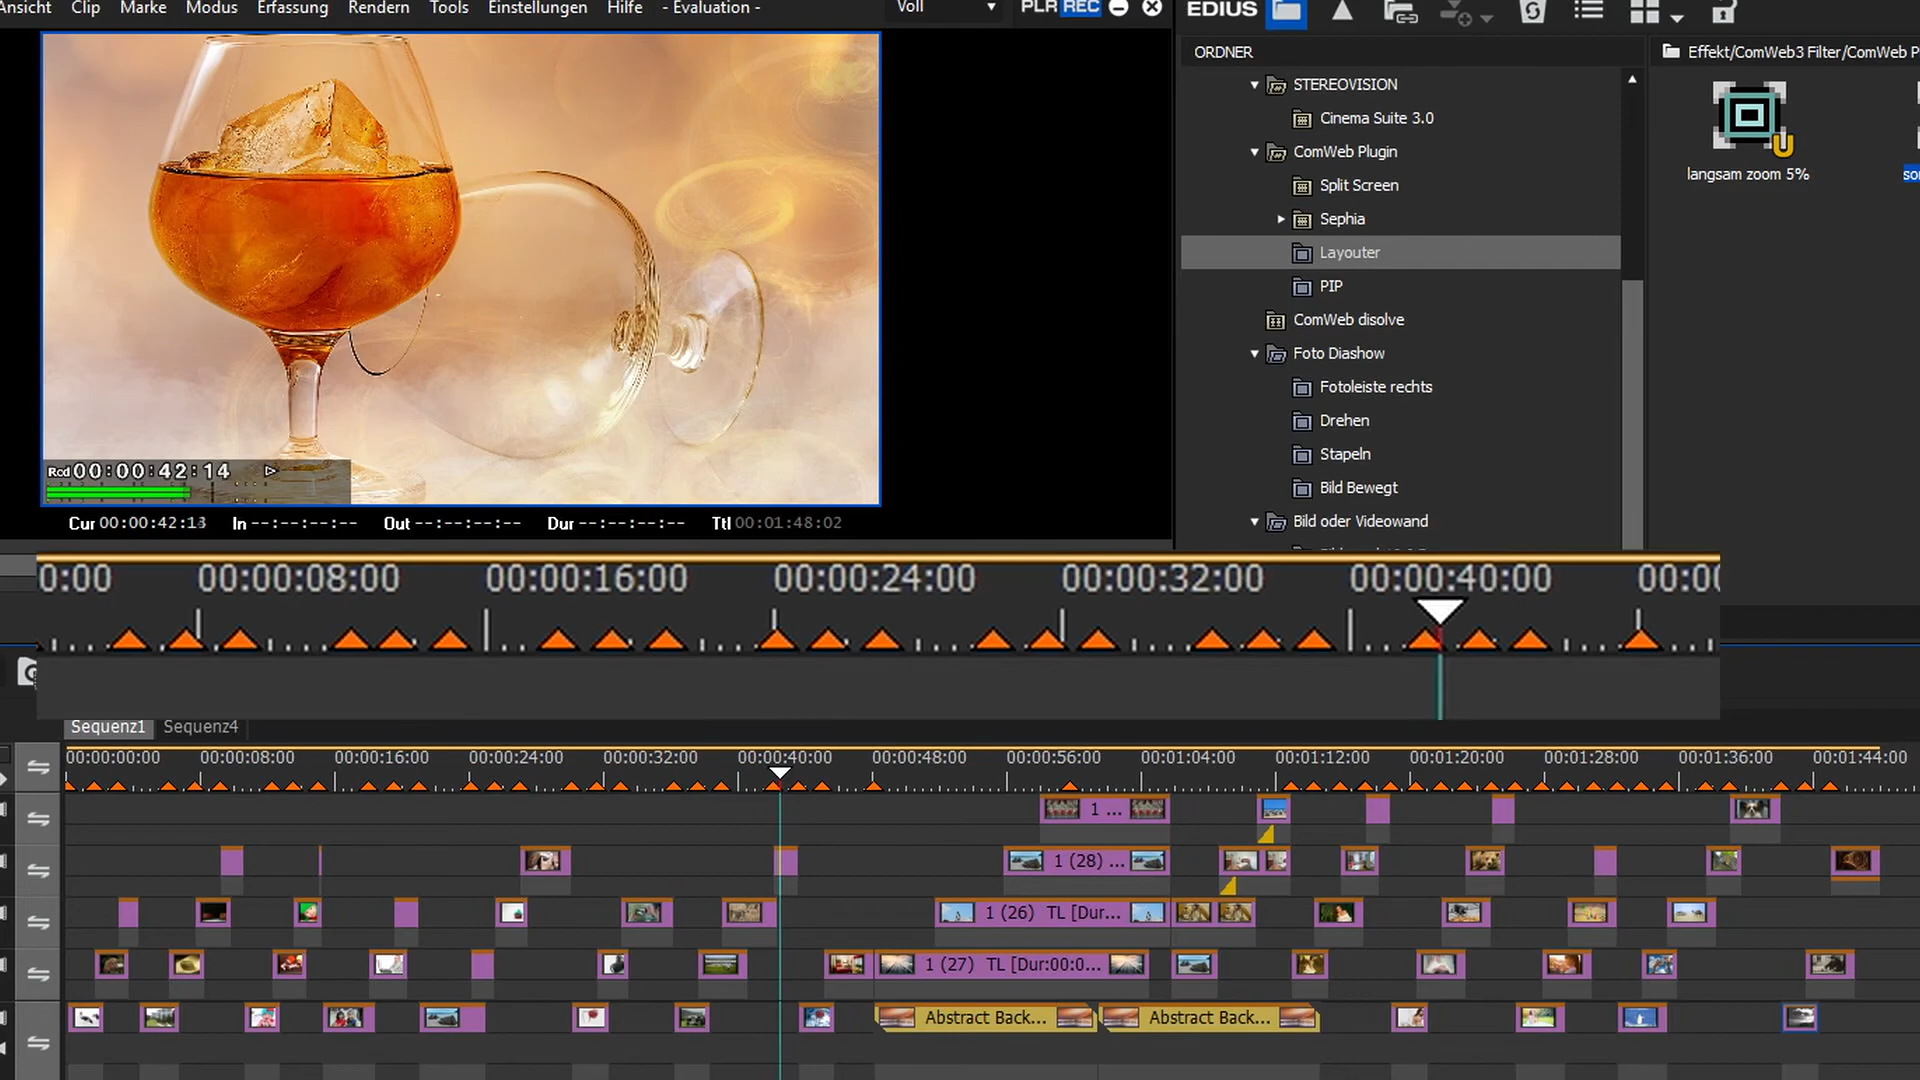 Ansicht Clip Marke Modus Erfassung Rendern Tools Einstellungen Hilfe - Evaluation -
Voll
PLR REC
EDIUS
ORDNER
Effekt/ComWeb3 Filter/ComWeb P
STEREOVISION
Cinema Suite 3.0
ComWeb Plugin
Split Screen
Sephia
Layouter
PIP
ComWeb disolve
Foto Diashow
Fotoleiste rechts
Drehen
Stapeln
Bild Bewegt
Bild oder Videowand
U
langsam zoom 5%
so
Rcd 00:00:42:14
Cur 00:00:42:13 In --:--:--:-- Out --:--:--:-- Dur --:--:--:-- Ttl 00:01:48:02
0:00 00:00:08:00 00:00:16:00 00:00:24:00 00:00:32:00 00:00:40:00 00:00
Sequenz1 Sequenz4
00:00:00:00 00:00:08:00 00:00:16:00 00:00:24:00 00:00:32:00 00:00:40:00 00:00:48:00 00:00:56:00 00:01:04:00 00:01:12:00 00:01:20:00 00:01:28:00 00:01:36:00 00:01:44:00
1 ...
1 (28) ...
1 (26) TL [Dur...
1 (27) TL [Dur:00:0...
Abstract Back... Abstract Back...